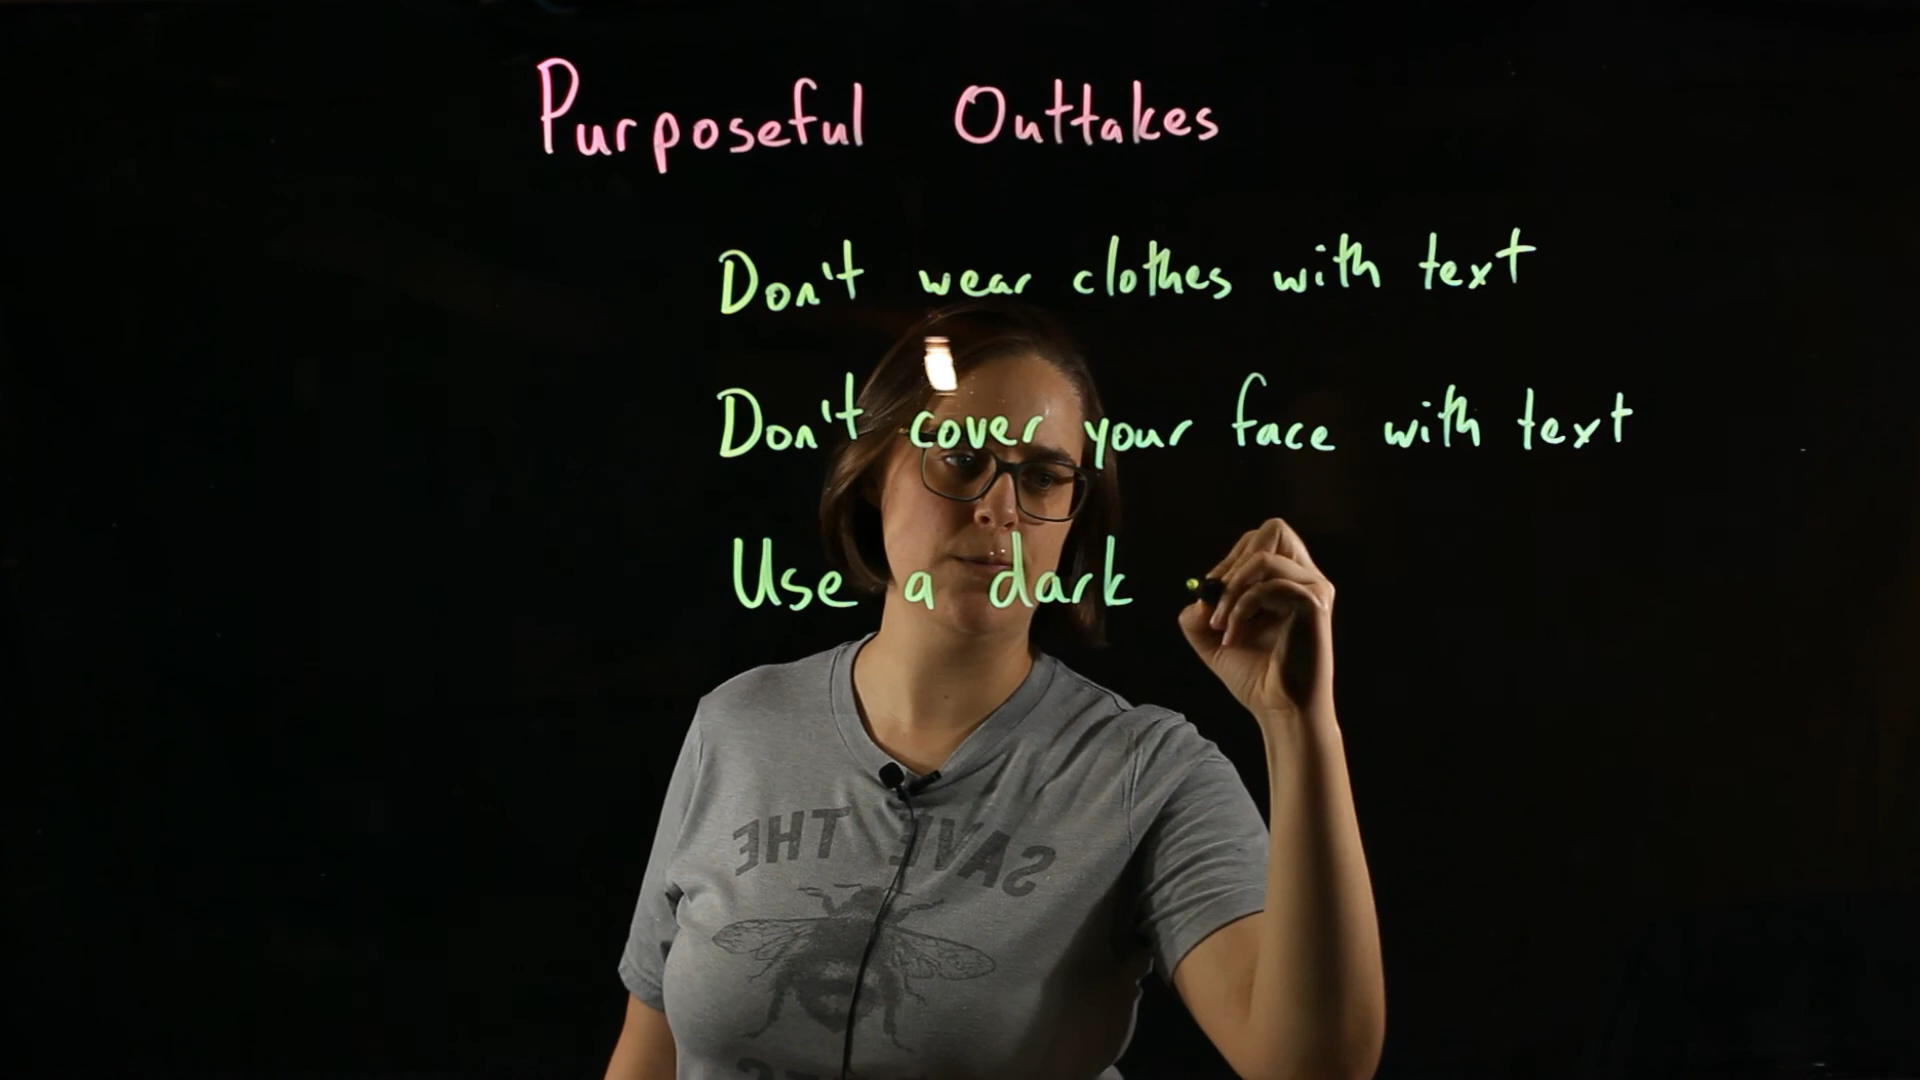 Purposeful Outtakes
Don't wear clothes with text
Don't cover your face with text
Use a dark
SAVE THE